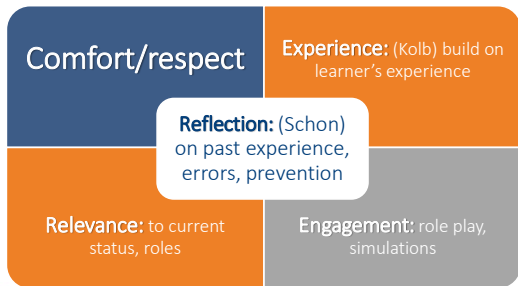 Comfort/respect
Experience: (Kolb) build on
learner's experience
Reflection: (Schon)
on past experience,
errors, prevention
Relevance: to current
status, roles
Engagement: role play,
simulations